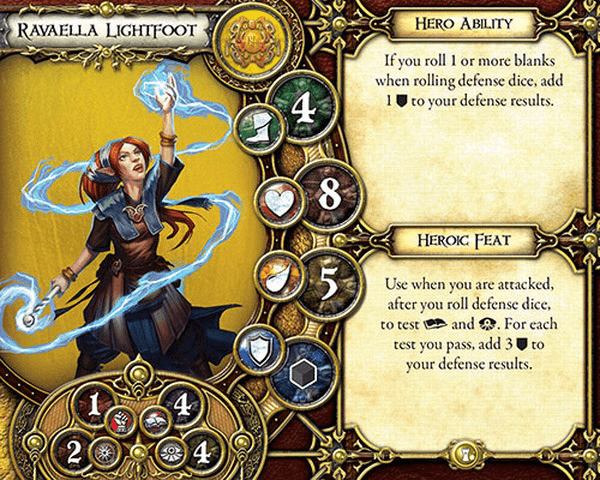 Ravaella Lightfoot
4
8
5
1 4
2 4
Hero Ability
If you roll 1 or more blanks
when rolling defense dice, add
1 to your defense results.
Heroic Feat
Use when you are attacked,
after you roll defense dice,
to test and . For each
test you pass, add 3 to
your defense results.